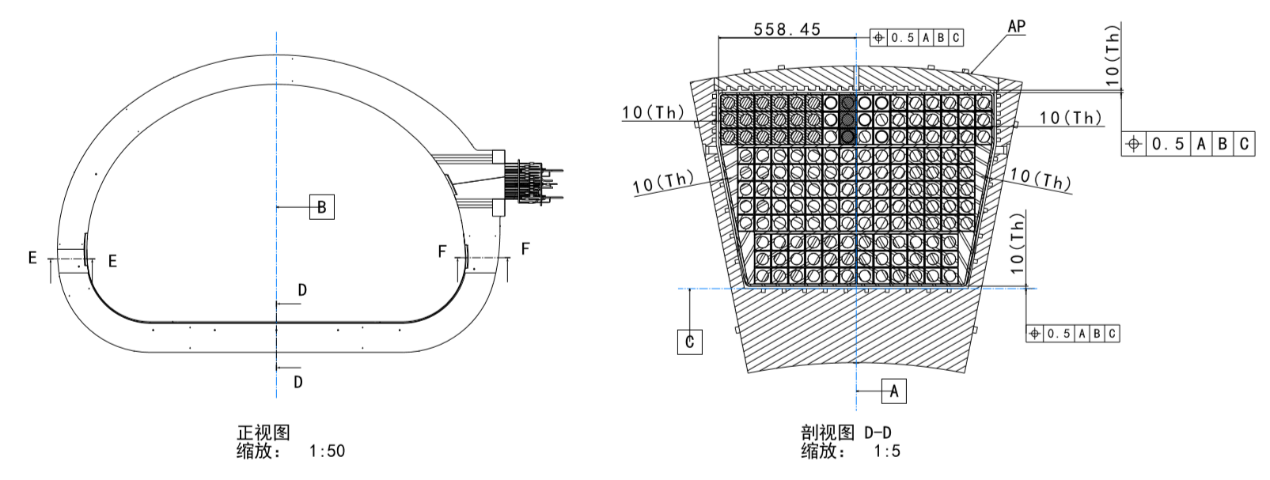 558.45
⌖ 0.5 A B C
AP
10(Th)
10(Th)
10(Th)
⌖ 0.5 A B C
10(Th)
10(Th)
B
E
E
F
F
10(Th)
D
C
⌖ 0.5 A B C
D
A
正视图
缩放： 1:50
剖视图 D-D
缩放： 1:5